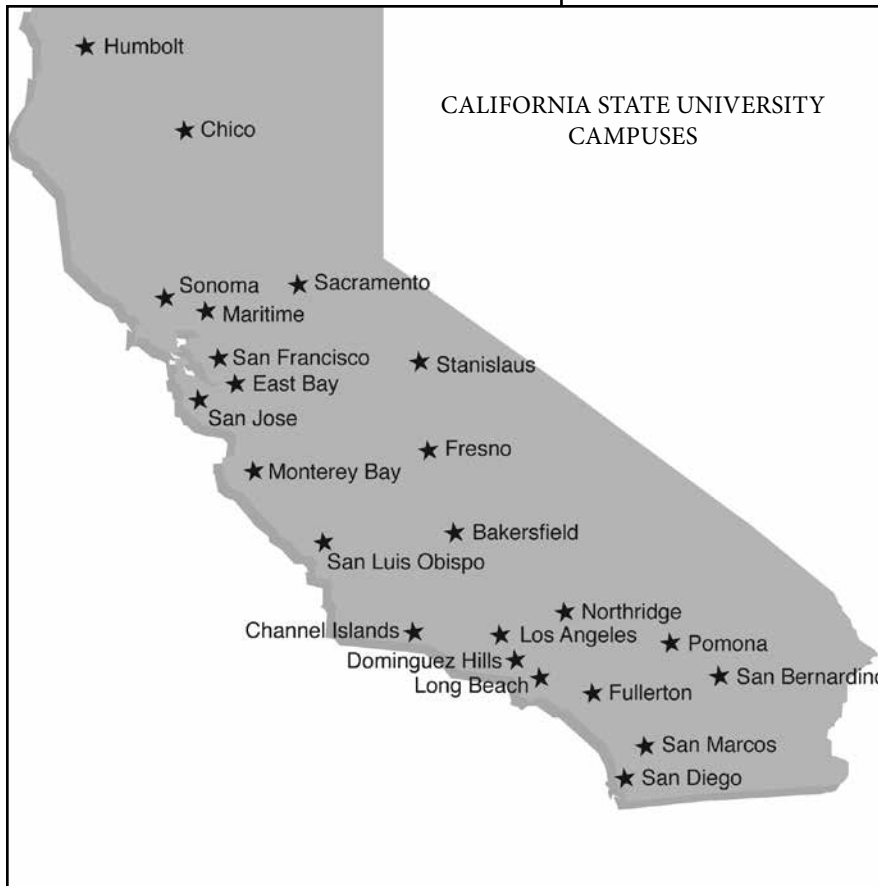 CALIFORNIA STATE UNIVERSITY
CAMPUSES
Humbolt
Chico
Sonoma
Sacramento
Maritime
San Francisco
Stanislaus
East Bay
San Jose
Fresno
Monterey Bay
Bakersfield
San Luis Obispo
Northridge
Channel Islands
Los Angeles
Pomona
Dominguez Hills
San Bernardino
Long Beach
Fullerton
San Marcos
San Diego